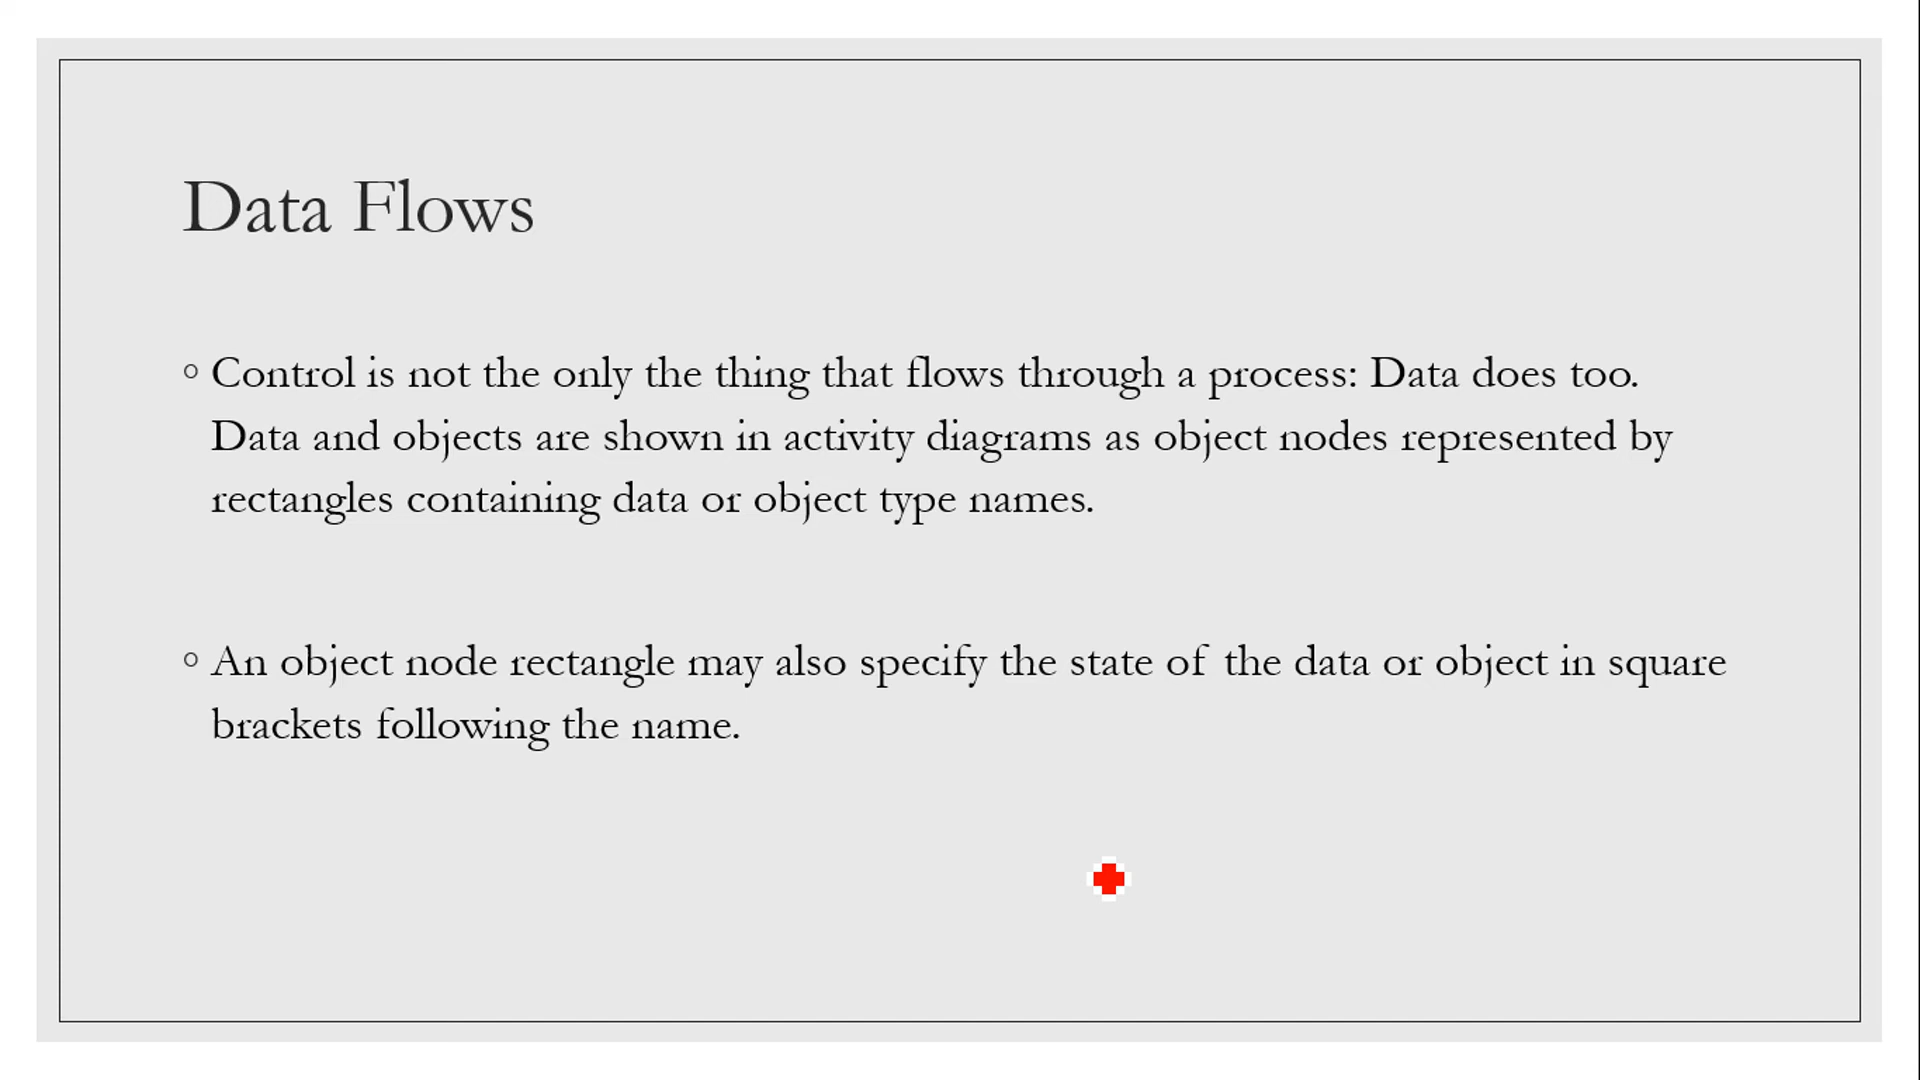 Data Flows
◦ Control is not the only the thing that flows through a process: Data does too.
Data and objects are shown in activity diagrams as object nodes represented by
rectangles containing data or object type names.
◦ An object node rectangle may also specify the state of the data or object in square
brackets following the name.